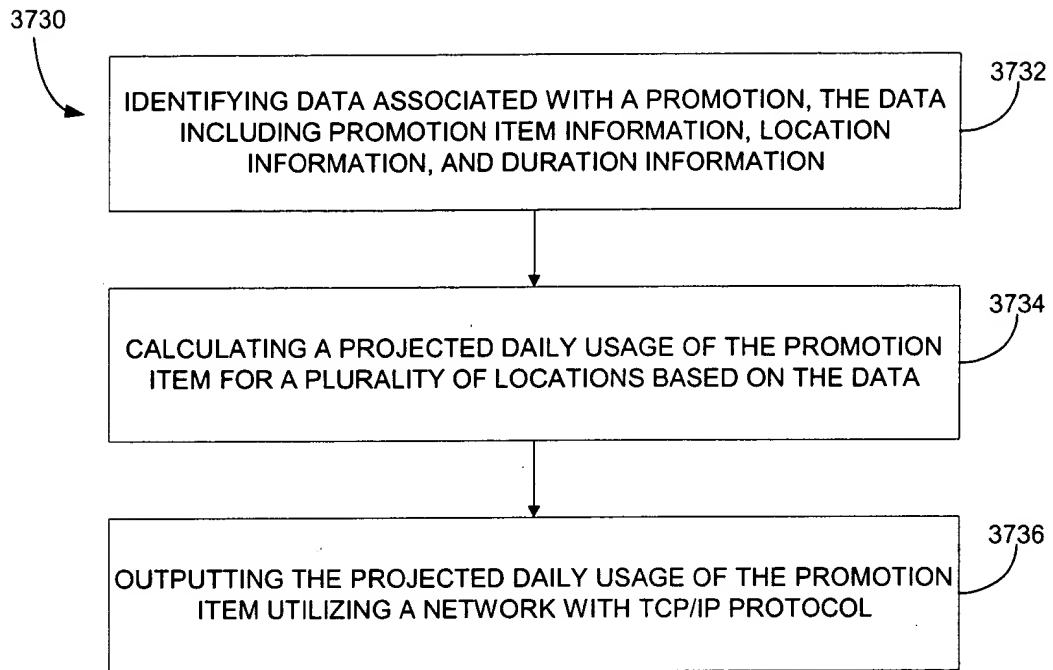 3730
3732
IDENTIFYING DATA ASSOCIATED WITH A PROMOTION, THE DATA
INCLUDING PROMOTION ITEM INFORMATION, LOCATION
INFORMATION, AND DURATION INFORMATION
3734
CALCULATING A PROJECTED DAILY USAGE OF THE PROMOTION
ITEM FOR A PLURALITY OF LOCATIONS BASED ON THE DATA
3736
OUTPUTTING THE PROJECTED DAILY USAGE OF THE PROMOTION
ITEM UTILIZING A NETWORK WITH TCP/IP PROTOCOL